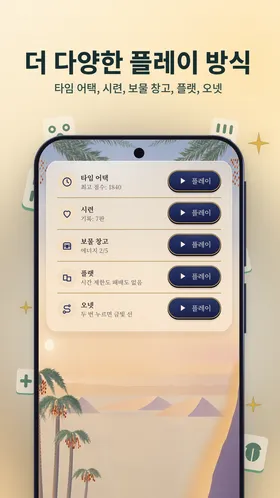 더 다양한 플레이 방식
타임 어택, 시련, 보물 창고, 플랫, 오넷
타임 어택
최고 점수: 1840
플레이
시련
기록: 7판
플레이
보물 창고
에너지 2/5
플레이
플랫
시간 제한도 패배도 없음
플레이
오넷
두 번 누르면 금빛 선
플레이